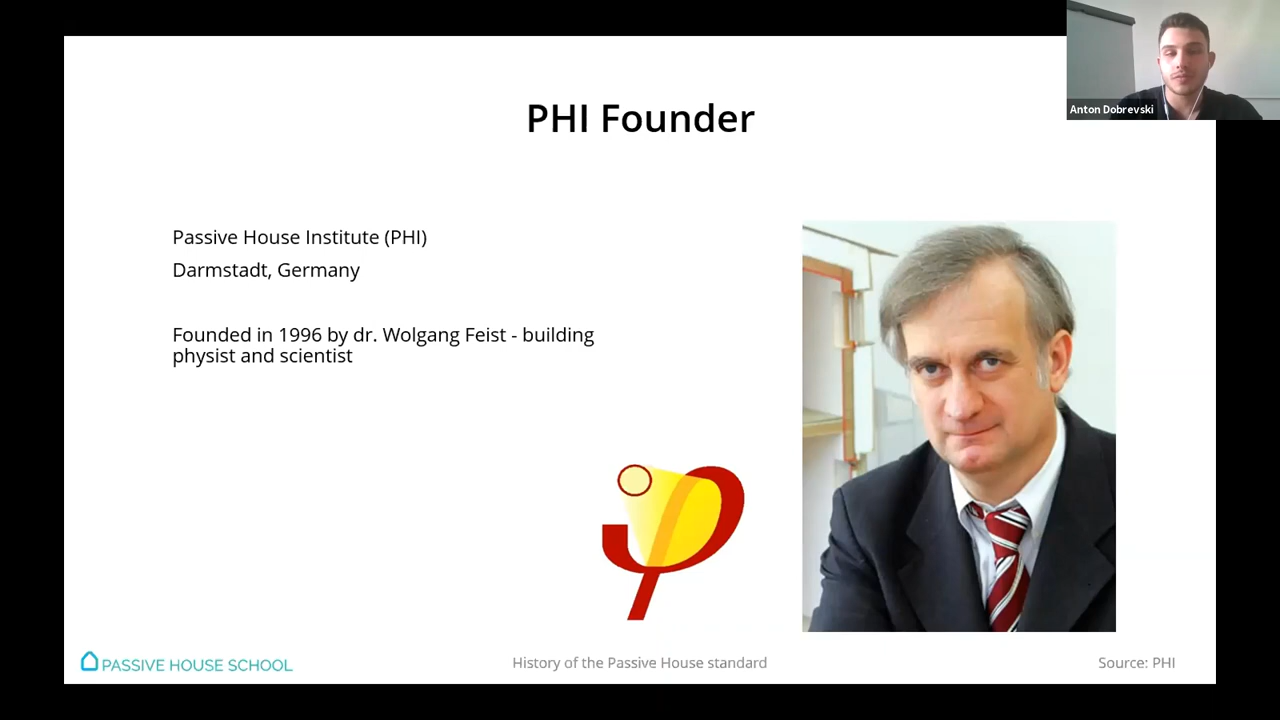 Anton Dobrevski
PHI Founder
Passive House Institute (PHI)
Darmstadt, Germany
Founded in 1996 by dr. Wolgang Feist - building
physist and scientist
PASSIVE HOUSE SCHOOL
History of the Passive House standard
Source: PHI